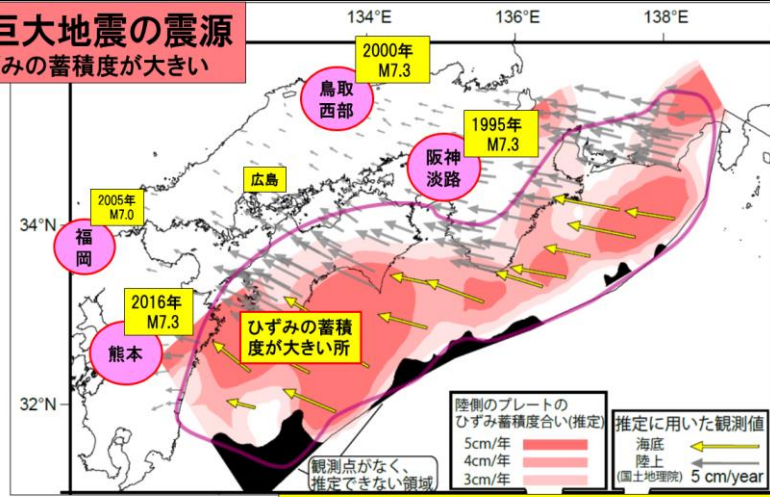 巨大地震の震源
みの蓄積度が大きい
134°E
136°E
138°E
2000年
M7.3
鳥取
西部
1995年
M7.3
阪神
淡路
広島
2005年
M7.0
34°N
福
岡
2016年
M7.3
熊本
ひずみの蓄積
度が大きい所
32°N
観測点がなく、
推定できない領域
陸側のプレートの
ひずみ蓄積度合い(推定)
5cm/年
4cm/年
3cm/年
推定に用いた観測値
海底
陸上
(国土地理院) 5 cm/year